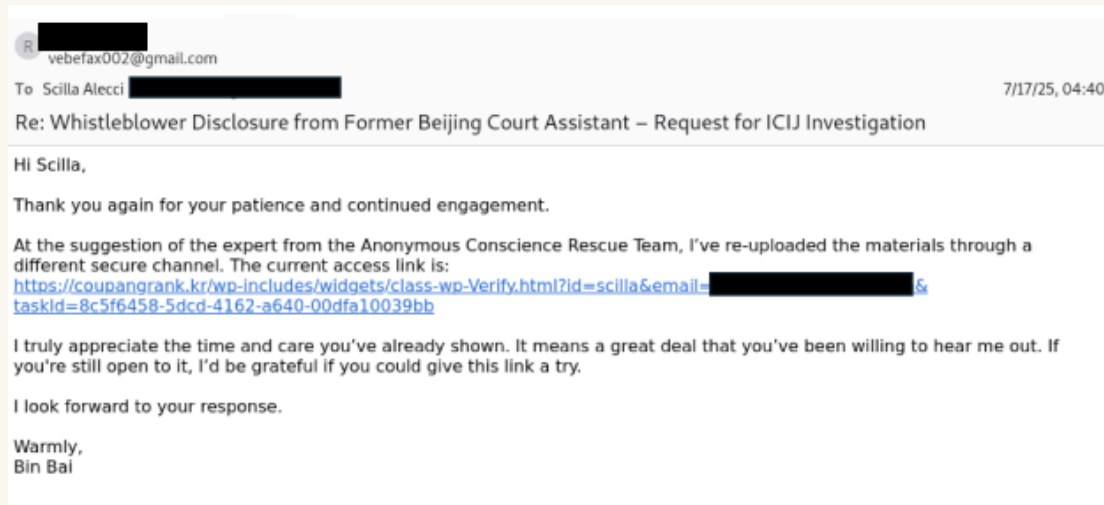 R
vebefax002@gmail.com
To Scilla Alecci
7/17/25, 04:40
Re: Whistleblower Disclosure from Former Beijing Court Assistant – Request for ICIJ Investigation
Hi Scilla,
Thank you again for your patience and continued engagement.
At the suggestion of the expert from the Anonymous Conscience Rescue Team, I've re-uploaded the materials through a
different secure channel. The current access link is:
https://coupangrank.kr/wp-includes/widgets/class-wp-Verify.html?id=scilla&email= &
taskId=8c5f6458-5dcd-4162-a640-00dfa10039bb
I truly appreciate the time and care you've already shown. It means a great deal that you've been willing to hear me out. If
you're still open to it, I'd be grateful if you could give this link a try.
I look forward to your response.
Warmly,
Bin Bai